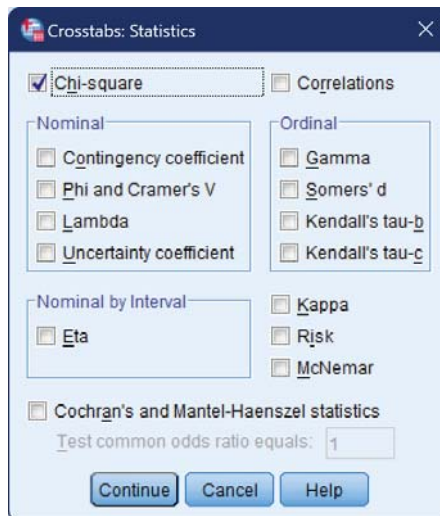 Crosstabs: Statistics
Chi-square
Correlations
Nominal
Contingency coefficient
Phi and Cramer's V
Lambda
Uncertainty coefficient
Ordinal
Gamma
Somers' d
Kendall's tau-b
Kendall's tau-c
Nominal by Interval
Eta
Kappa
Risk
McNemar
Cochran's and Mantel-Haenszel statistics
Test common odds ratio equals: 1
Continue Cancel Help